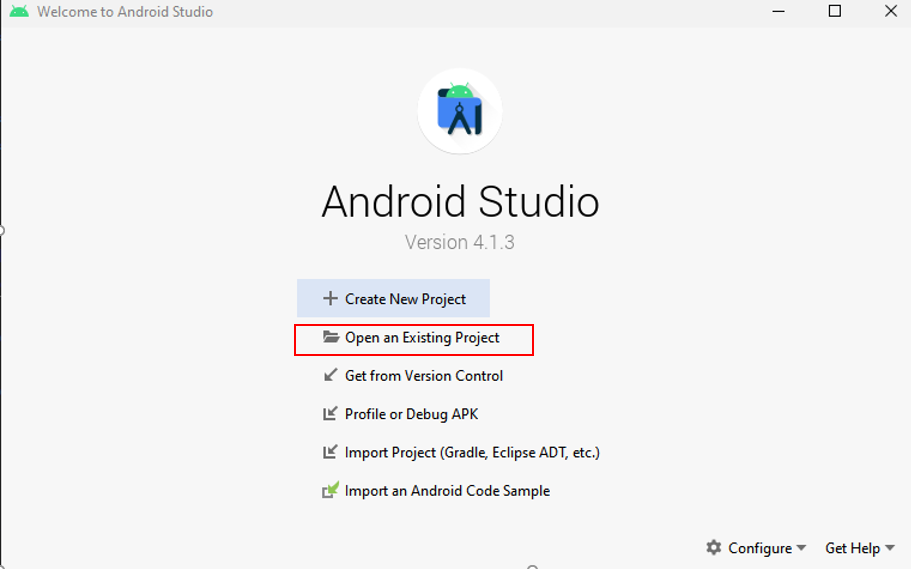 Welcome to Android Studio
Android Studio
Version 4.1.3
Create New Project
Open an Existing Project
Get from Version Control
Profile or Debug APK
Import Project (Gradle, Eclipse ADT, etc.)
Import an Android Code Sample
Configure Get Help